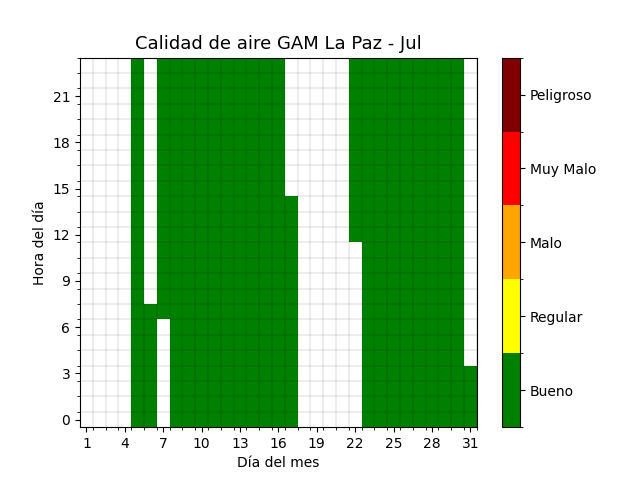 Calidad de aire GAM La Paz - Jul
Hora del día
21
18
15
12
9
6
3
0
1 4 7 10 13 16 19 22 25 28 31
Día del mes
Peligroso
Muy Malo
Malo
Regular
Bueno